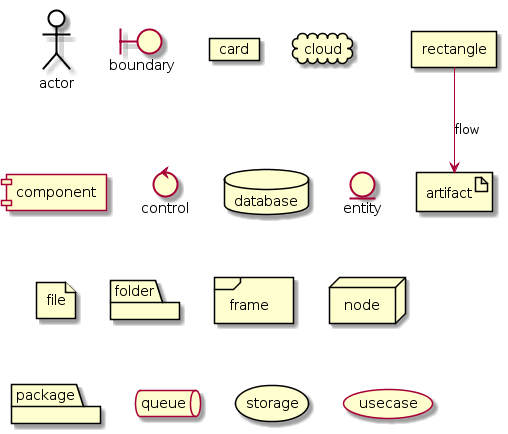 actor
boundary
card
cloud
rectangle
flow
component
control
database
entity
artifact
file
folder
frame
node
package
queue
storage
usecase